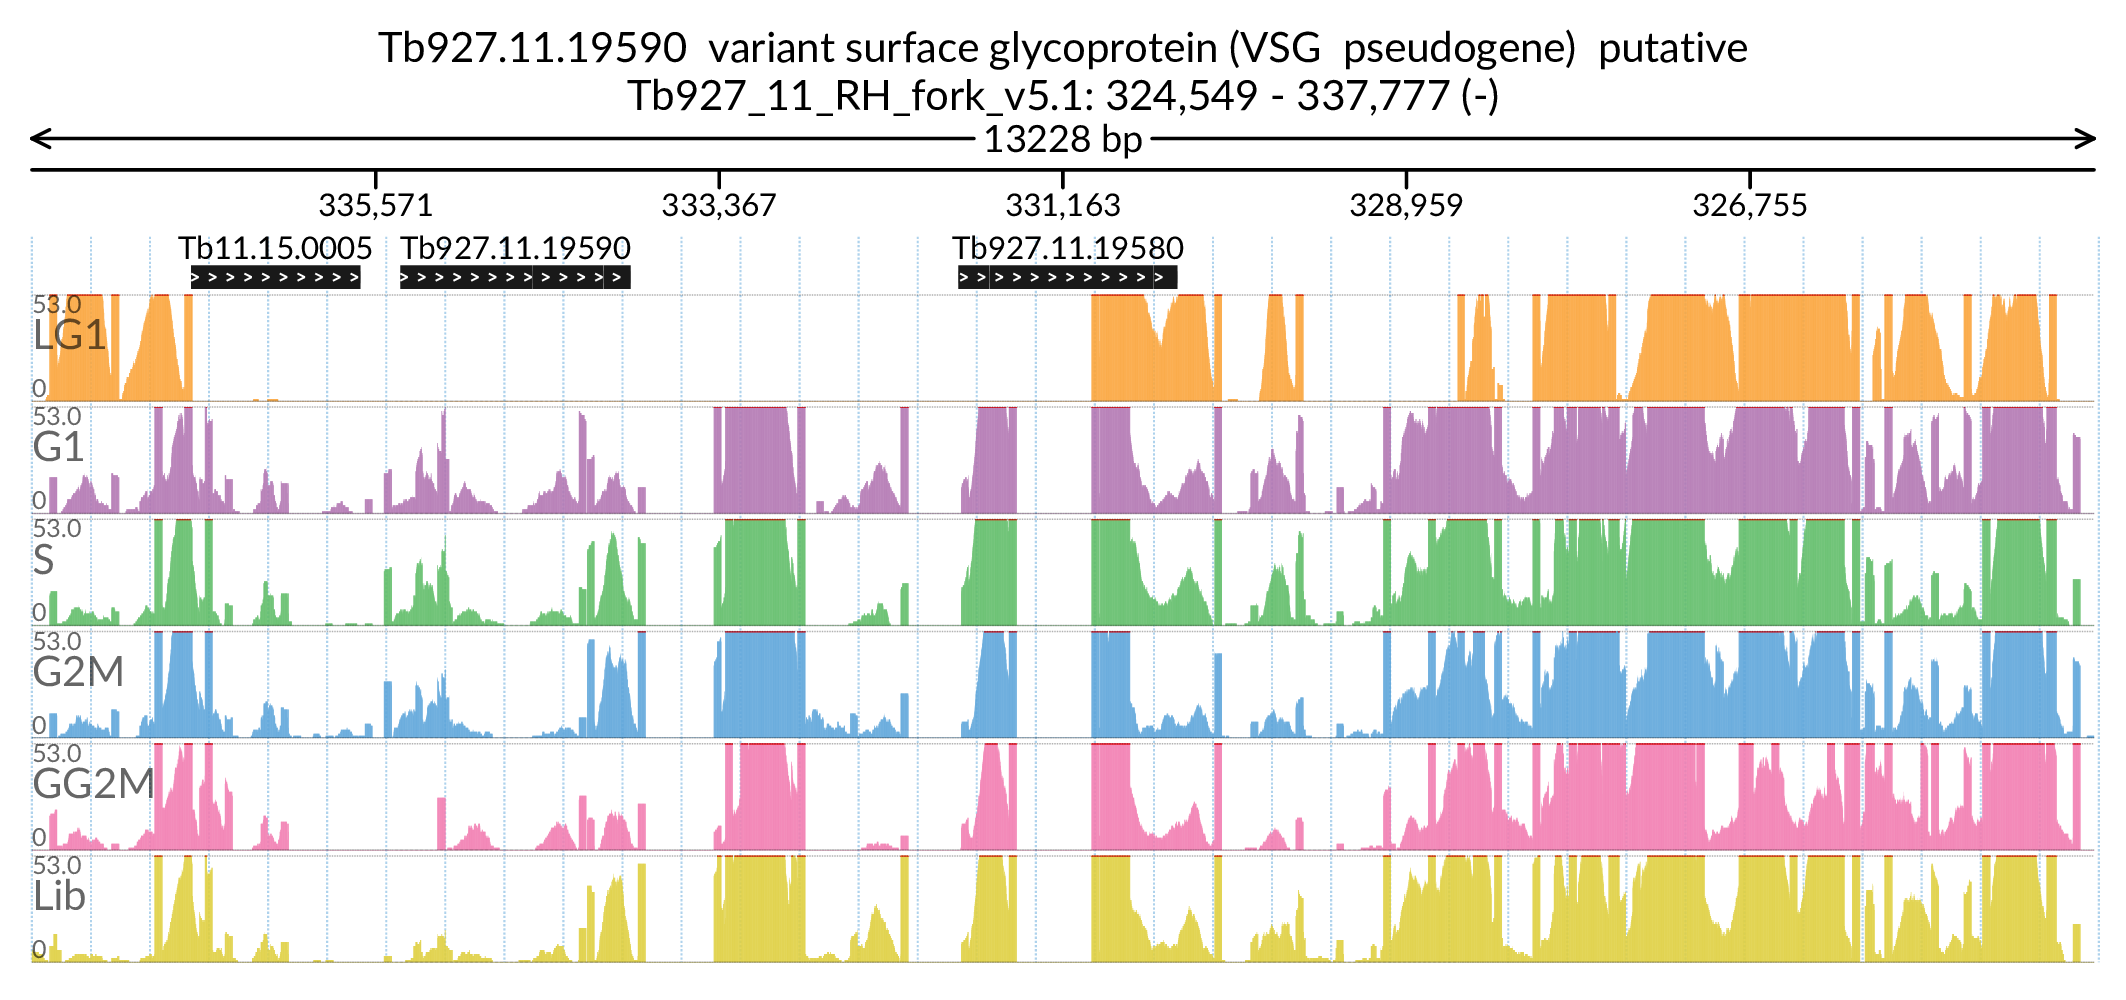 Tb927.11.19590 variant surface glycoprotein (VSG pseudogene) putative
Tb927_11_RH_fork_v5.1: 324,549 - 337,777 (-)
13228 bp
335,571 333,367 331,163 328,959 326,755
Tb11.15.0005 Tb927.11.19590 Tb927.11.19580
53.0
LG1
0
53.0
G1
0
53.0
S
0
53.0
G2M
0
53.0
GG2M
0
53.0
Lib
0